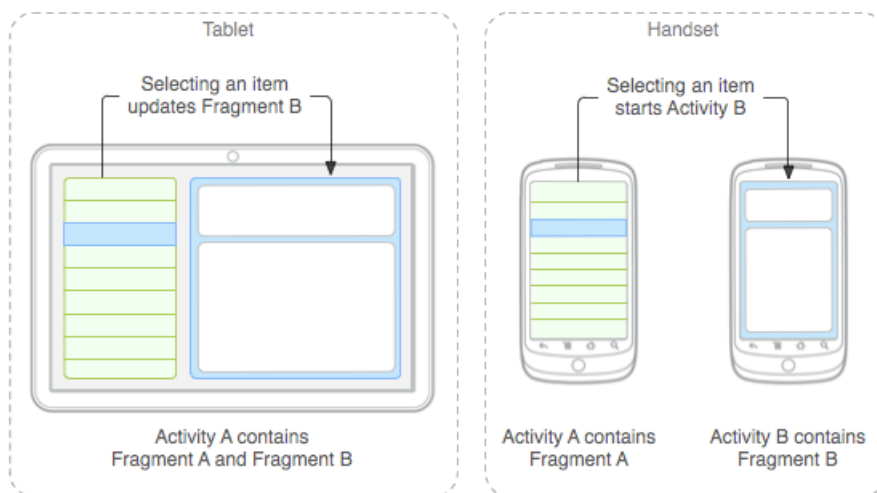 Tablet
Selecting an item
updates Fragment B
Activity A contains
Fragment A and Fragment B
Handset
Selecting an item
starts Activity B
Activity A contains
Fragment A
Activity B contains
Fragment B